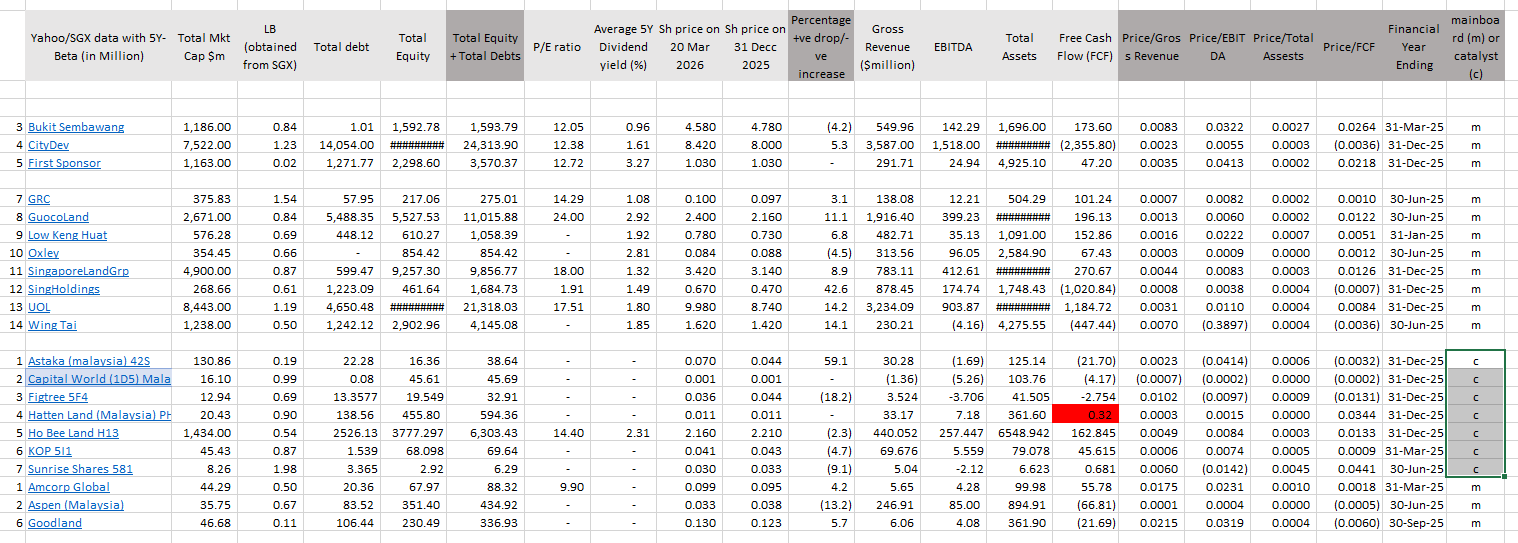 Yahoo/SGX data with 5Y-Beta (in Million) Total Mkt Cap $m LB (obtained from SGX) Total debt Total Equity Total Equity + Total Debts P/E ratio Average 5Y Dividend yield (%) Sh price on 20 Mar 2026 Sh price on 31 Decc 2025 Percentage +ve drop/-ve increase Gross Revenue ($million) EBITDA Total Assets Free Cash Flow (FCF) Price/Gross Revenue Price/EBITDA Price/Total Assests Price/FCF Financial Year Ending mainboard (m) or catalyst (c)
3 Bukit Sembawang 1,186.00 0.84 1.01 1,592.78 1,593.79 12.05 0.96 4.580 4.780 (4.2) 549.96 142.29 1,696.00 173.60 0.0083 0.0322 0.0027 0.0264 31-Mar-25 m
4 CityDev 7,522.00 1.23 14,054.00 ######### 24,313.90 12.38 1.61 8.420 8.000 5.3 3,587.00 1,518.00 ######### (2,355.80) 0.0023 0.0055 0.0003 (0.0036) 31-Dec-25 m
5 First Sponsor 1,163.00 0.02 1,271.77 2,298.60 3,570.37 12.72 3.27 1.030 1.030 - 291.71 24.94 4,925.10 47.20 0.0035 0.0413 0.0002 0.0218 31-Dec-25 m
7 GRC 375.83 1.54 57.95 217.06 275.01 14.29 1.08 0.100 0.097 3.1 138.08 12.21 504.29 101.24 0.0007 0.0082 0.0002 0.0010 30-Jun-25 m
8 GuocoLand 2,671.00 0.84 5,488.35 5,527.53 11,015.88 24.00 2.92 2.400 2.160 11.1 1,916.40 399.23 ######### 196.13 0.0013 0.0060 0.0002 0.0122 30-Jun-25 m
9 Low Keng Huat 576.28 0.69 448.12 610.27 1,058.39 - 1.92 0.780 0.730 6.8 482.71 35.13 1,091.00 152.86 0.0016 0.0222 0.0007 0.0051 31-Jan-25 m
10 Oxley 354.45 0.66 - 854.42 854.42 - 2.81 0.084 0.088 (4.5) 313.56 96.05 2,584.90 67.43 0.0003 0.0009 0.0000 0.0012 30-Jun-25 m
11 SingaporeLandGrp 4,900.00 0.87 599.47 9,257.30 9,856.77 18.00 1.32 3.420 3.140 8.9 783.11 412.61 ######### 270.67 0.0044 0.0083 0.0003 0.0126 31-Dec-25 m
12 SingHoldings 268.66 0.61 1,223.09 461.64 1,684.73 1.91 1.49 0.670 0.470 42.6 878.45 174.74 1,748.43 (1,020.84) 0.0008 0.0038 0.0004 (0.0007) 31-Dec-25 m
13 UOL 8,443.00 1.19 4,650.48 ######### 21,318.03 17.51 1.80 9.980 8.740 14.2 3,234.09 903.87 ######### 1,184.72 0.0031 0.0110 0.0004 0.0084 31-Dec-25 m
14 Wing Tai 1,238.00 0.50 1,242.12 2,902.96 4,145.08 - 1.85 1.620 1.420 14.1 230.21 (4.16) 4,275.55 (447.44) 0.0070 (0.3897) 0.0004 (0.0036) 30-Jun-25 m
1 Astaka (malaysia) 42S 130.86 0.19 22.28 16.36 38.64 - - 0.070 0.044 59.1 30.28 (1.69) 125.14 (21.70) 0.0023 (0.0414) 0.0006 (0.0032) 31-Dec-25 c
2 Capital World (1D5) Mala 16.10 0.99 0.08 45.61 45.69 - - 0.001 0.001 - (1.36) (5.26) 103.76 (4.17) (0.0007) (0.0002) 0.0000 (0.0002) 31-Dec-25 c
3 Figtree 5F4 12.94 0.69 13.3577 19.549 32.91 - - 0.036 0.044 (18.2) 3.524 -3.706 41.505 -2.754 0.0102 (0.0097) 0.0009 (0.0131) 31-Dec-25 c
4 Hatten Land (Malaysia) PH 20.43 0.90 138.56 455.80 594.36 - - 0.011 0.011 - 33.17 7.18 361.60 0.32 0.0003 0.0015 0.0000 0.0344 31-Dec-25 c
5 Ho Bee Land H13 1,434.00 0.54 2526.13 3777.297 6,303.43 14.40 2.31 2.160 2.210 (2.3) 440.052 257.447 6548.942 162.845 0.0049 0.0084 0.0003 0.0133 31-Dec-25 c
6 KOP 5I1 45.43 0.87 1.539 68.098 69.64 - - 0.041 0.043 (4.7) 69.676 5.559 79.078 45.615 0.0006 0.0074 0.0005 0.0009 31-Mar-25 c
7 Sunrise Shares 581 8.26 1.98 3.365 2.92 6.29 - - 0.030 0.033 (9.1) 5.04 -2.12 6.623 0.681 0.0060 (0.0142) 0.0045 0.0441 30-Jun-25 c
1 Amcorp Global 44.29 0.50 20.36 67.97 88.32 9.90 - 0.099 0.095 4.2 5.65 4.28 99.98 55.78 0.0175 0.0231 0.0010 0.0018 31-Mar-25 m
2 Aspen (Malaysia) 35.75 0.67 83.52 351.40 434.92 - - 0.033 0.038 (13.2) 246.91 85.00 894.91 (66.81) 0.0001 0.0004 0.0000 (0.0005) 30-Jun-25 m
6 Goodland 46.68 0.11 106.44 230.49 336.93 - - 0.130 0.123 5.7 6.06 4.08 361.90 (21.69) 0.0215 0.0319 0.0004 (0.0060) 30-Sep-25 m